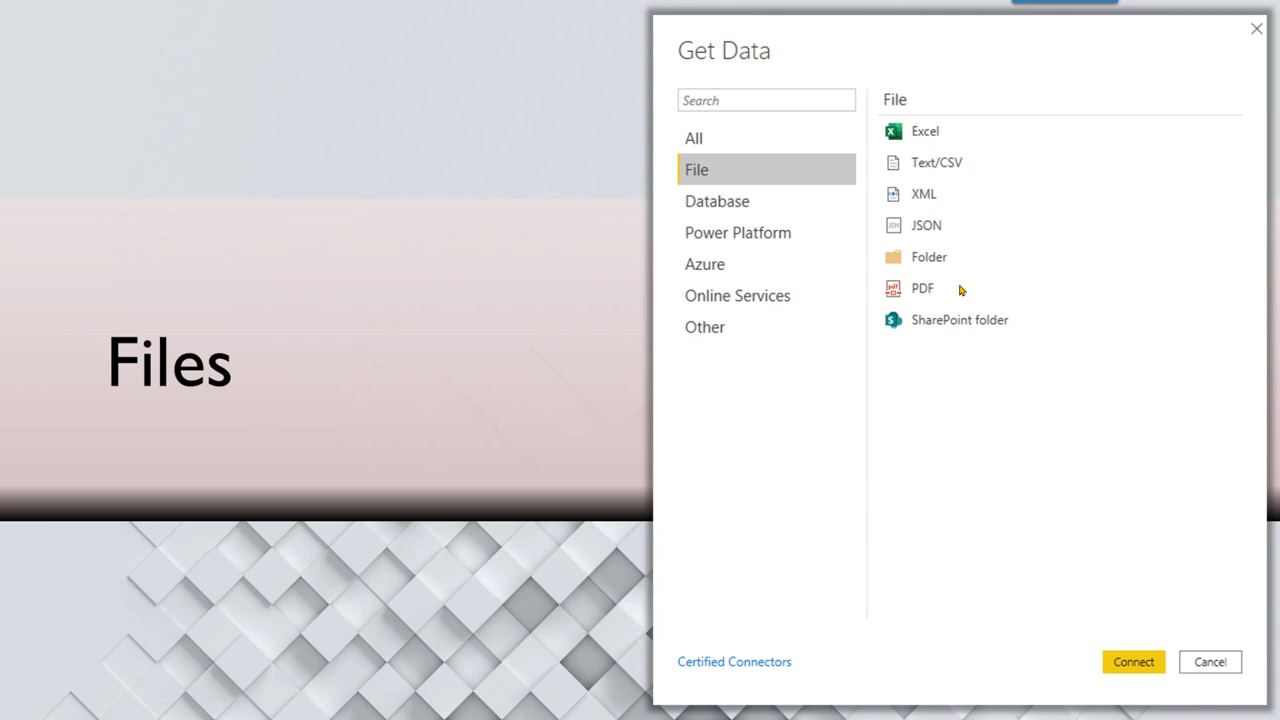 Files
Get Data
Search
All
File
Database
Power Platform
Azure
Online Services
Other
File
Excel
Text/CSV
XML
JSON
Folder
PDF
SharePoint folder
Certified Connectors
Connect
Cancel